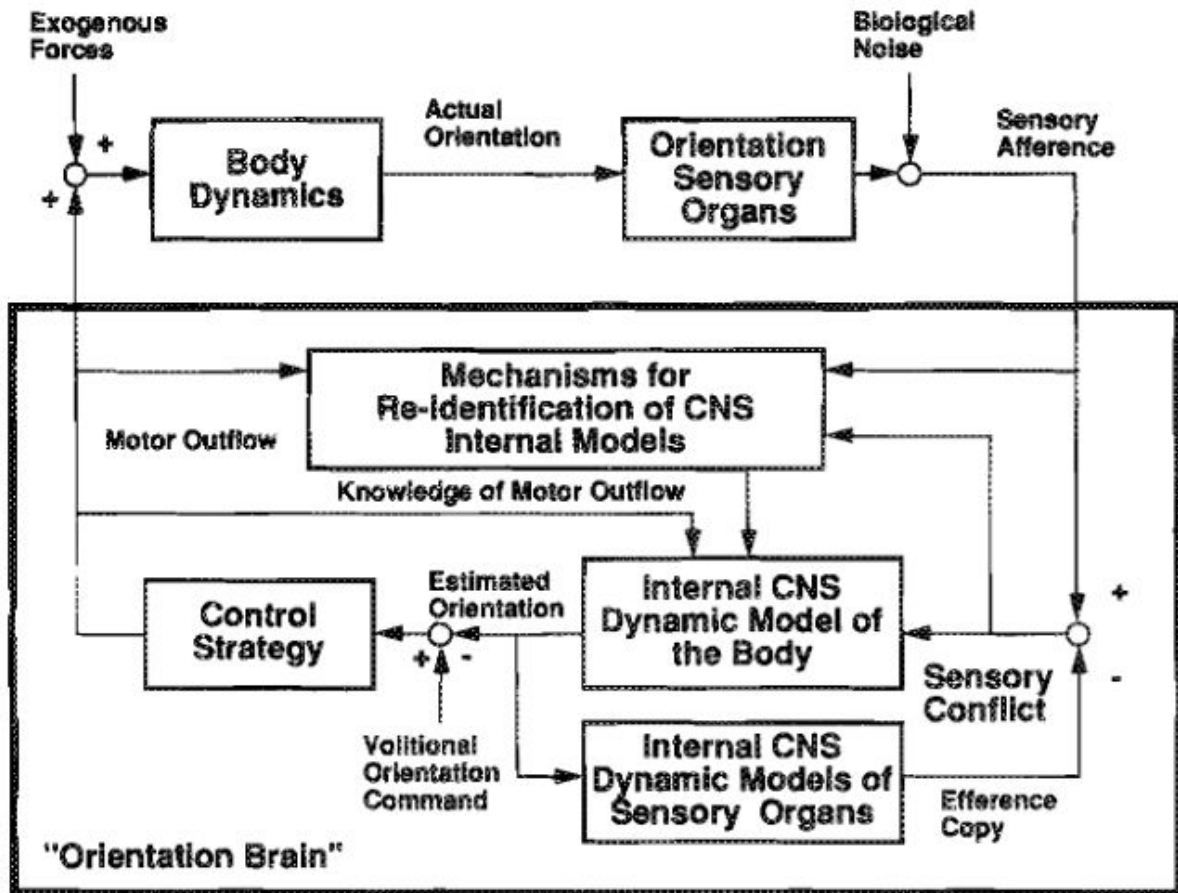 Exogenous
Forces
Biological
Noise
+
+
Body
Dynamics
Actual
Orientation
Orientation
Sensory
Organs
Sensory
Afference
Mechanisms for
Re-identification of CNS
Internal Models
Motor Outflow
Knowledge of Motor Outflow
Control
Strategy
Estimated
Orientation
+ -
Volitional
Orientation
Command
Internal CNS
Dynamic Model of
the Body
Sensory
Conflict
+
-
Internal CNS
Dynamic Models of
Sensory Organs
Efference
Copy
"Orientation Brain"